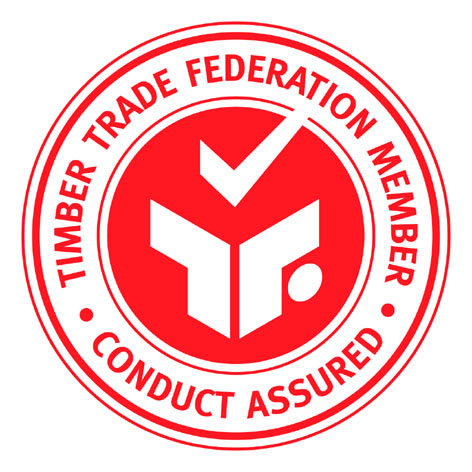 TIMBER TRADE FEDERATION MEMBER
CONDUCT ASSURED